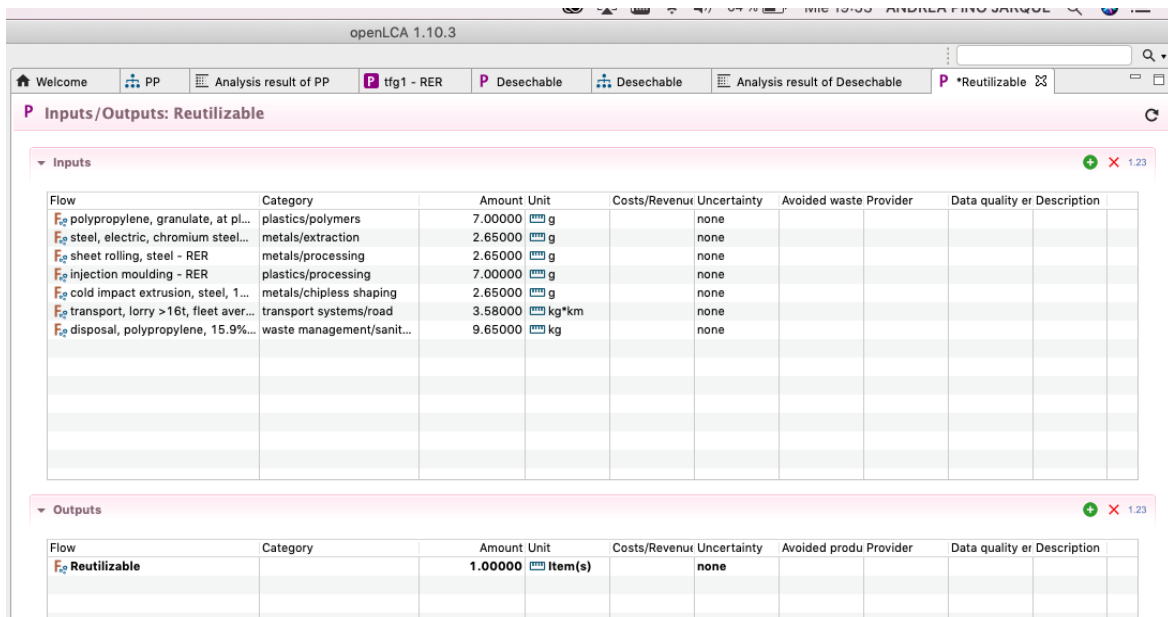 openLCA 1.10.3
Welcome PP Analysis result of PP P tfg1 - RER P Desechable Desechable Analysis result of Desechable P *Reutilizable
P Inputs/Outputs: Reutilizable
Inputs 1.23
Flow Category Amount Unit Costs/Revenue Uncertainty Avoided waste Provider Data quality er Description
polypropylene, granulate, at pl... plastics/polymers 7.00000 g none
steel, electric, chromium steel... metals/extraction 2.65000 g none
sheet rolling, steel - RER metals/processing 2.65000 g none
injection moulding - RER plastics/processing 7.00000 g none
cold impact extrusion, steel, 1... metals/chipless shaping 2.65000 g none
transport, lorry >16t, fleet aver... transport systems/road 3.58000 kg*km none
disposal, polypropylene, 15.9%... waste management/sanit... 9.65000 kg none
Outputs 1.23
Flow Category Amount Unit Costs/Revenue Uncertainty Avoided produ Provider Data quality er Description
Reutilizable 1.00000 Item(s) none